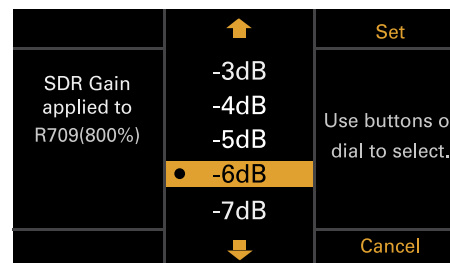 SDR Gain
applied to
R709(800%)
-3dB
-4dB
-5dB
-6dB
-7dB
Set
Use buttons o
dial to select.
Cancel